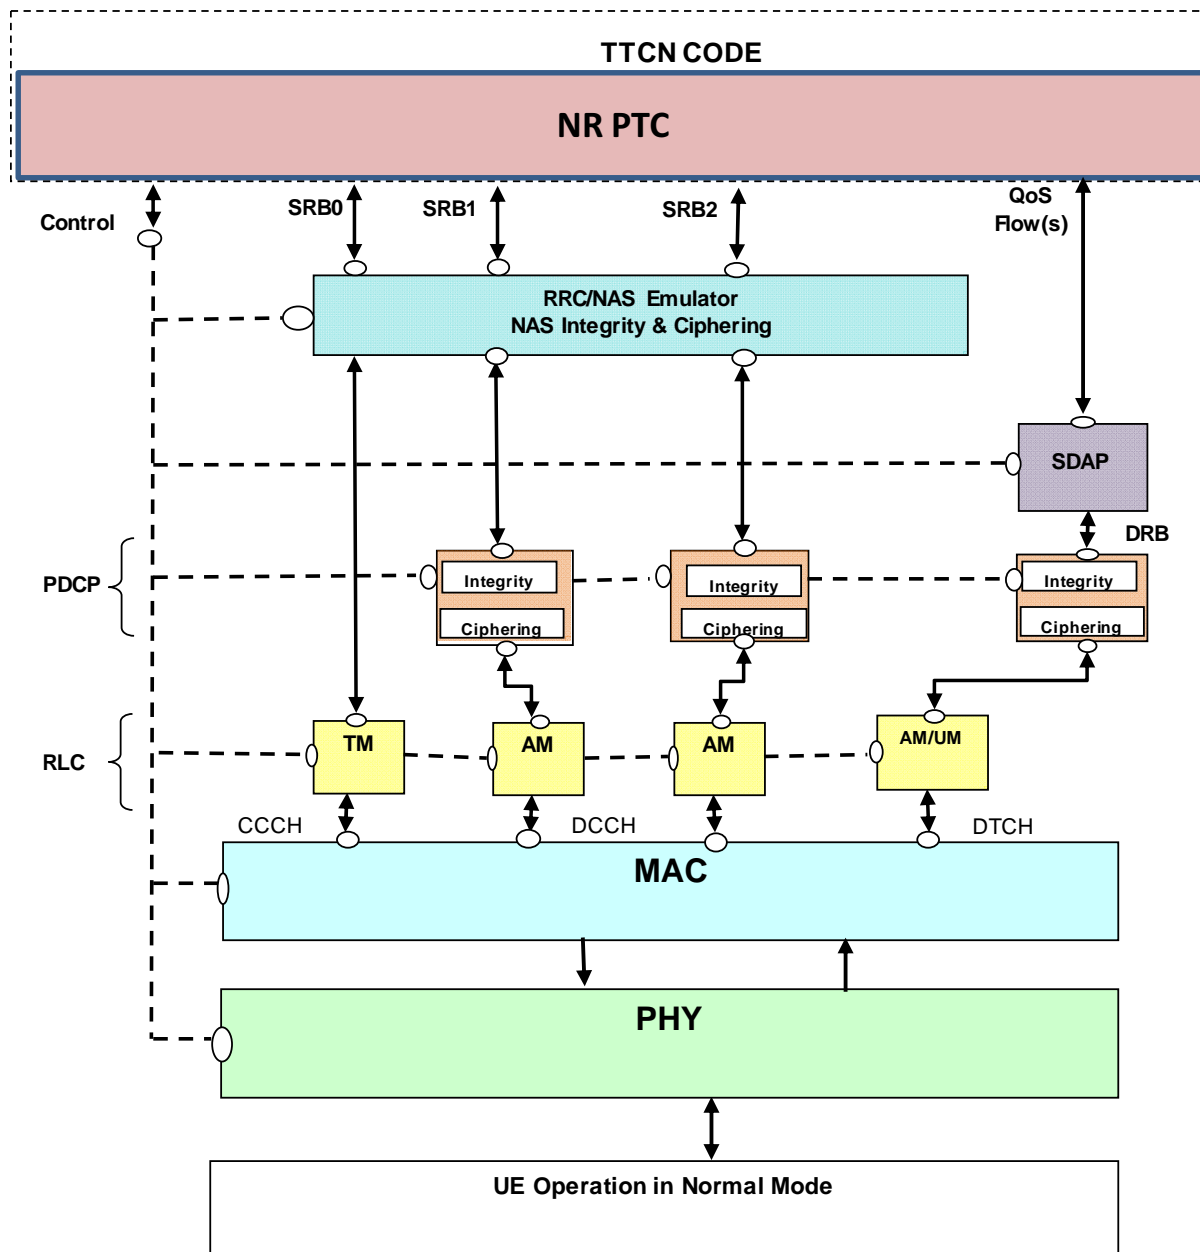 TTCN CODE
NR PTC
Control
SRB0
SRB1
SRB2
QoS
Flow(s)
RRC/NAS Emulator
NAS Integrity & Ciphering
SDAP
DRB
PDCP
Integrity
Ciphering
Integrity
Ciphering
Integrity
Ciphering
RLC
TM
AM
AM
AM/UM
CCCH
DCCH
DTCH
MAC
PHY
UE Operation in Normal Mode